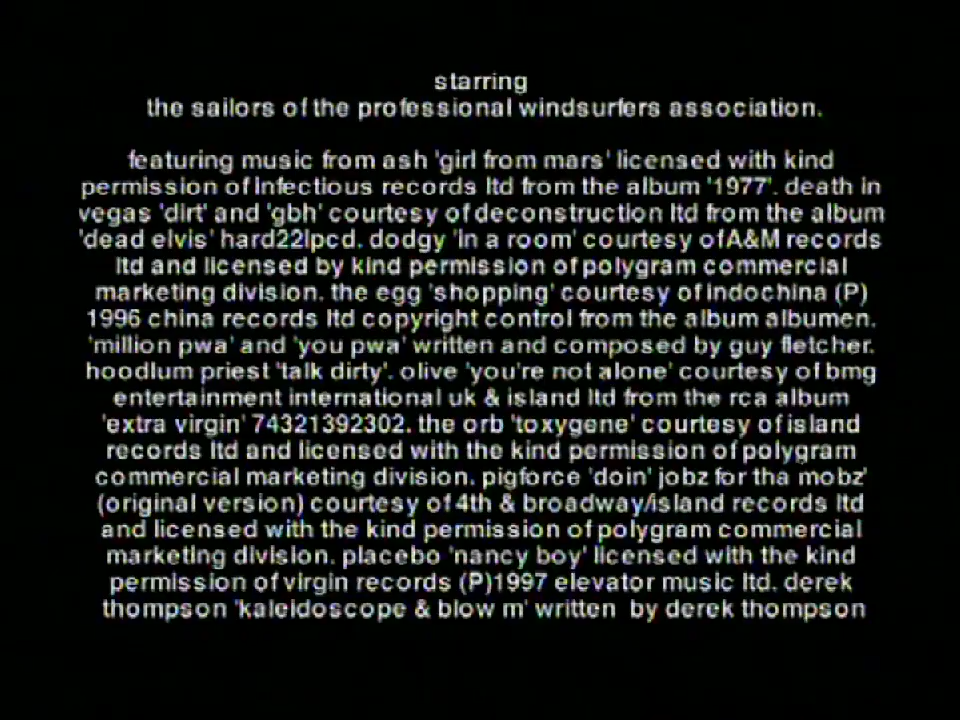 starring
the sailors of the professional windsurfers association.
featuring music from ash 'girl from mars' licensed with kind
permission of infectious records ltd from the album '1977'. death in
vegas 'dirt' and 'gbh' courtesy of deconstruction ltd from the album
'dead elvis' hard22lpcd. dodgy 'in a room' courtesy of A&M records
ltd and licensed by kind permission of polygram commercial
marketing division. the egg 'shopping' courtesy of indochina (P)
1996 china records ltd copyright control from the album albumen.
'million pwa' and 'you pwa' written and composed by guy fletcher.
hoodlum priest 'talk dirty'. olive 'you're not alone' courtesy of bmg
entertainment international uk & island ltd from the rca album
'extra virgin' 74321392302. the orb 'toxygene' courtesy of island
records ltd and licensed with the kind permission of polygram
commercial marketing division. pigforce 'doin' jobz for tha mobz'
(original version) courtesy of 4th & broadway/island records ltd
and licensed with the kind permission of polygram commercial
marketing division. placebo 'nancy boy' licensed with the kind
permission of virgin records (P)1997 elevator music ltd. derek
thompson 'kaleidoscope & blow m' written by derek thompson